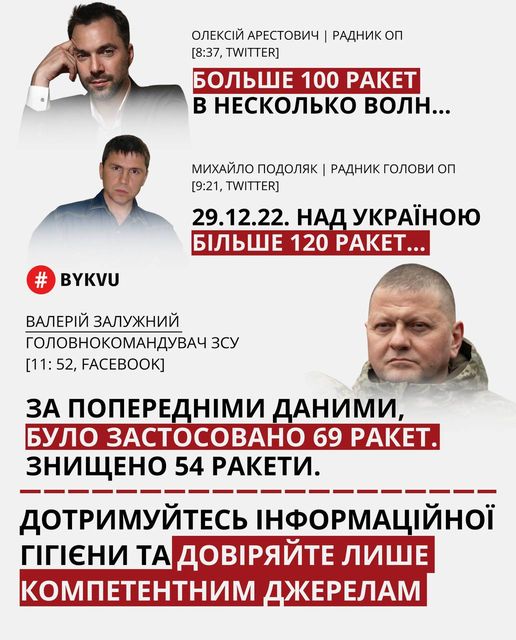 ОЛЕКСІЙ АРЕСТОВИЧ | РАДНИК ОП
[8:37, TWITTER]
БОЛЬШЕ 100 РАКЕТ
В НЕСКОЛЬКО ВОЛН...
МИХАЙЛО ПОДОЛЯК | РАДНИК ГОЛОВИ ОП
[9:21, TWITTER]
29.12.22. НАД УКРАЇНОЮ
БІЛЬШЕ 120 РАКЕТ...
# BYKVU
ВАЛЕРІЙ ЗАЛУЖНИЙ
ГОЛОВНОКОМАНДУВАЧ ЗСУ
[11: 52, FACEBOOK]
ЗА ПОПЕРЕДНІМИ ДАНИМИ,
БУЛО ЗАСТОСОВАНО 69 РАКЕТ.
ЗНИЩЕНО 54 РАКЕТИ.
ДОТРИМУЙТЕСЬ ІНФОРМАЦІЙНОЇ
ГІГІЄНИ ТА ДОВІРЯЙТЕ ЛИШЕ
КОМПЕТЕНТНИМ ДЖЕРЕЛАМ